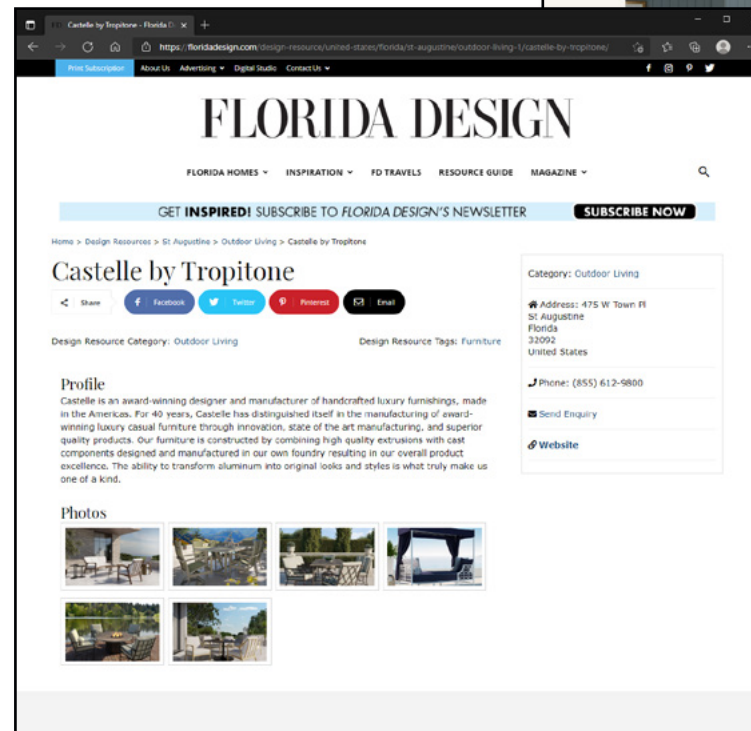 Castelle by Tropitone - Florida D
https://floridadesign.com/design-resource/united-states/florida/st-augustine/outdoor-living-1/castelle-by-tropitone/
Print Subscription About Us Advertising Digital Studio Contact Us
FLORIDA DESIGN
FLORIDA HOMES INSPIRATION FD TRAVELS RESOURCE GUIDE MAGAZINE
GET INSPIRED! SUBSCRIBE TO FLORIDA DESIGN'S NEWSLETTER SUBSCRIBE NOW
Home > Design Resources > St Augustine > Outdoor Living > Castelle by Tropitone
Castelle by Tropitone
Share Facebook Twitter Pinterest Email
Design Resource Category: Outdoor Living Design Resource Tags: Furniture
Profile
Castelle is an award-winning designer and manufacturer of handcrafted luxury furnishings, made
in the Americas. For 40 years, Castelle has distinguished itself in the manufacturing of award-
winning luxury casual furniture through innovation, state of the art manufacturing, and superior
quality products. Our furniture is constructed by combining high quality extrusions with cast
components designed and manufactured in our own foundry resulting in our overall product
excellence. The ability to transform aluminum into original looks and styles is what truly make us
one of a kind.
Photos
Category: Outdoor Living
Address: 475 W Town Pl
St Augustine
Florida
32092
United States
Phone: (855) 612-9800
Send Enquiry
Website